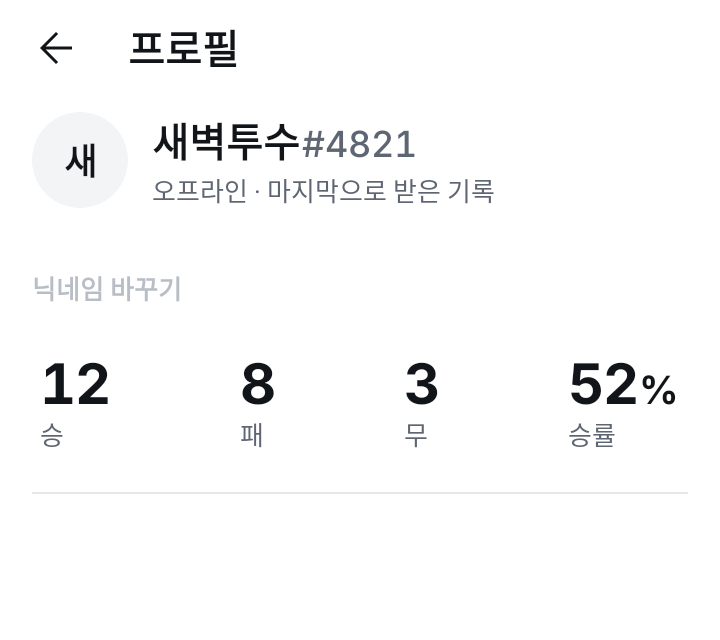 프로필
새
새벽투수#4821
오프라인 · 마지막으로 받은 기록
닉네임 바꾸기
12 8 3 52%
승 패 무 승률